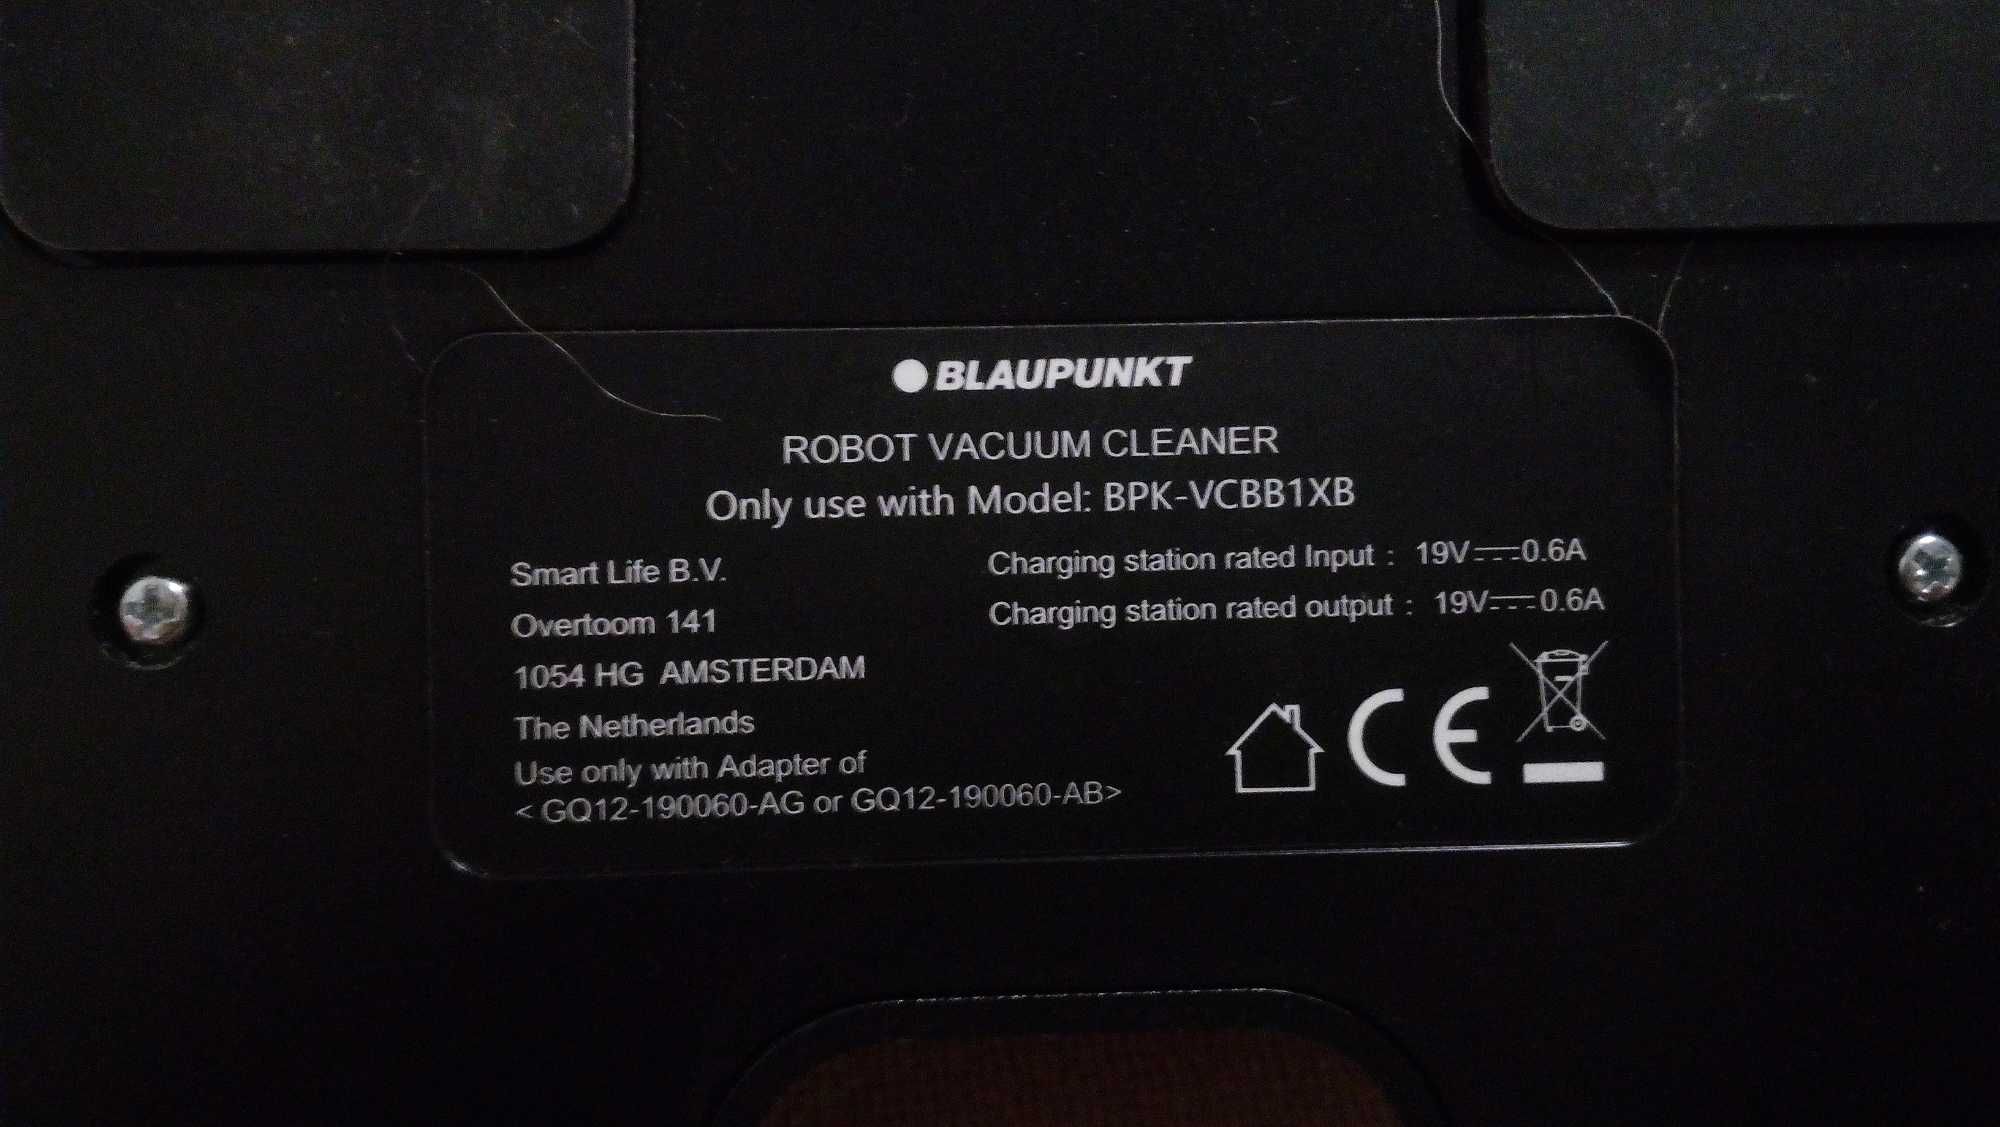 BLAUPUNKT
ROBOT VACUUM CLEANER
Only use with Model: BPK-VCBB1XB
Smart Life B.V.
Overtoom 141
1054 HG AMSTERDAM
The Netherlands
Use only with Adapter of
< GQ12-190060-AG or GQ12-190060-AB>
Charging station rated Input : 19V⎓0.6A
Charging station rated output : 19V⎓0.6A
CE